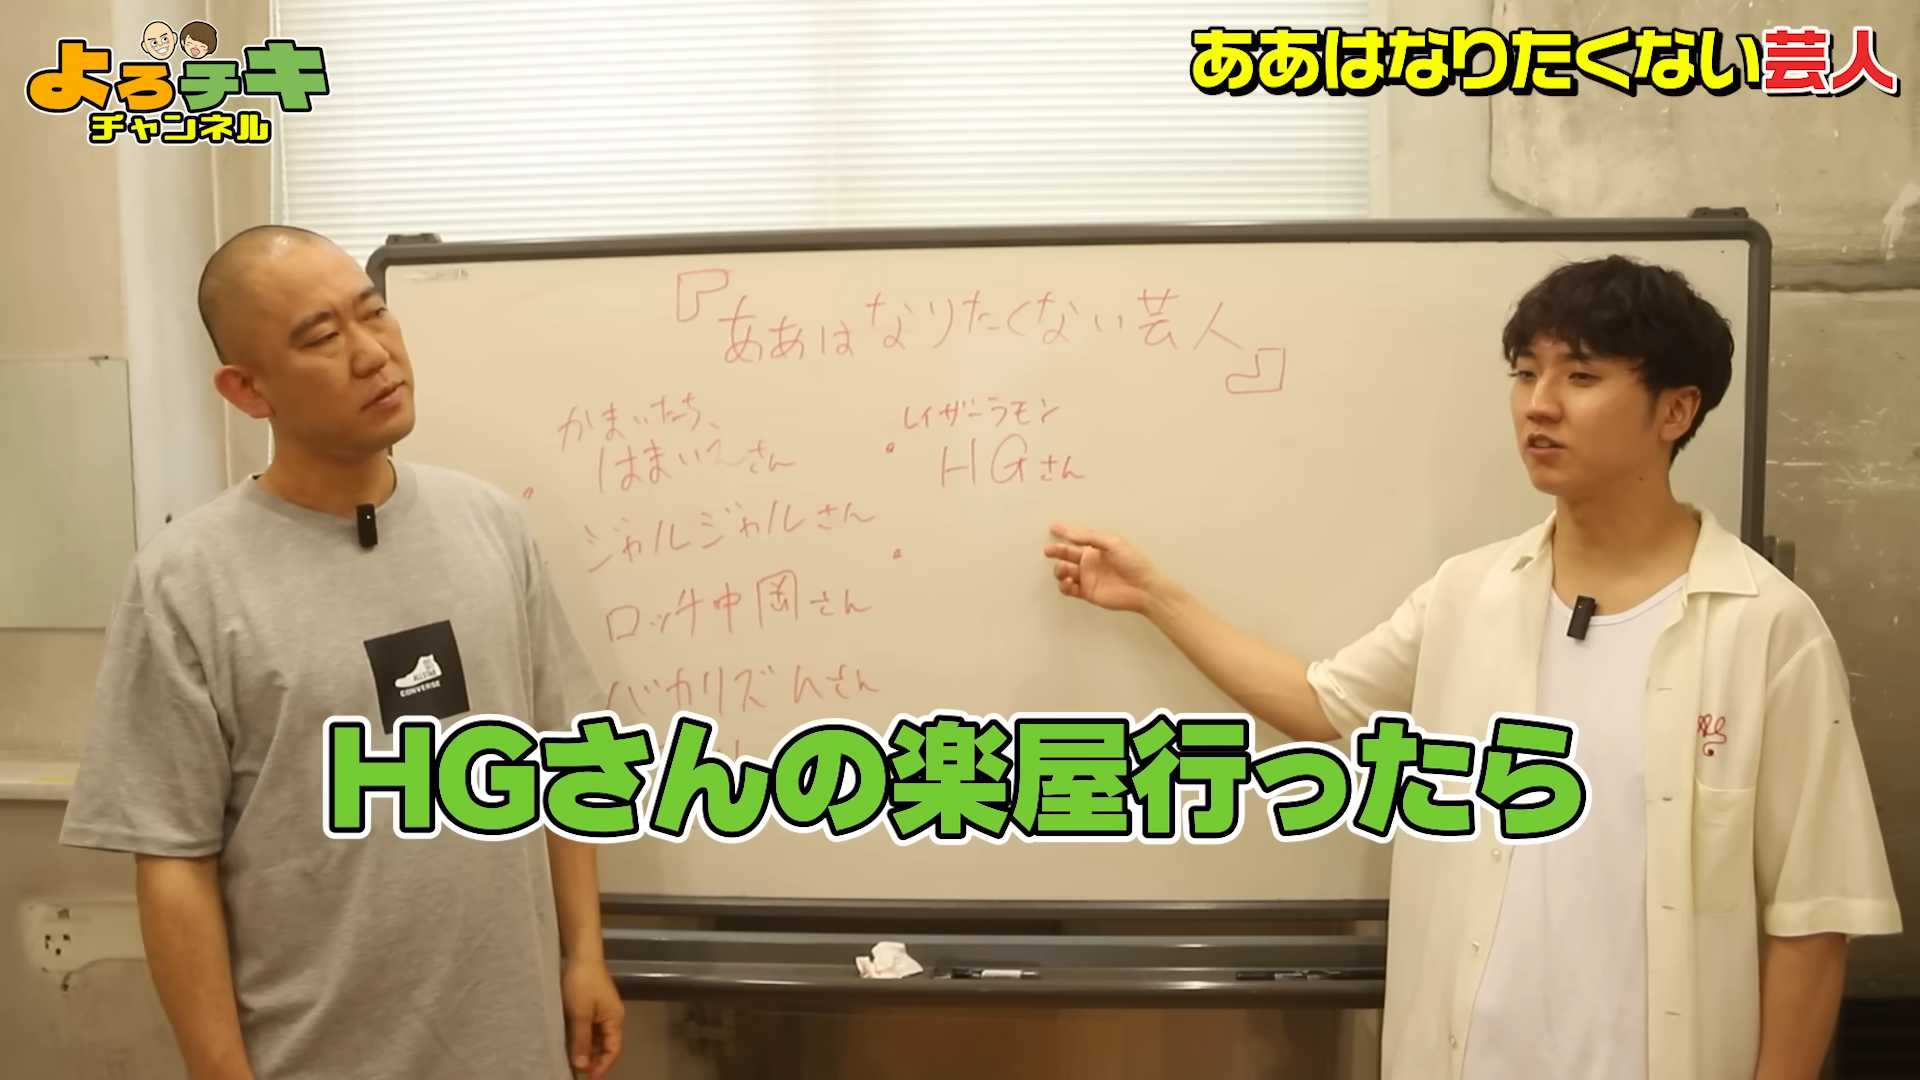 よろチキ
チャンネル
ああはなりたくない芸人
『ああはなりたくない芸人』
かまいたち、
はまいえさん
ジャルジャルさん
ロッチ中岡さん
バカリズムさん
・レイザーラモン
HGさん
・
ALL STAR
CONVERSE
HGさんの楽屋行ったら